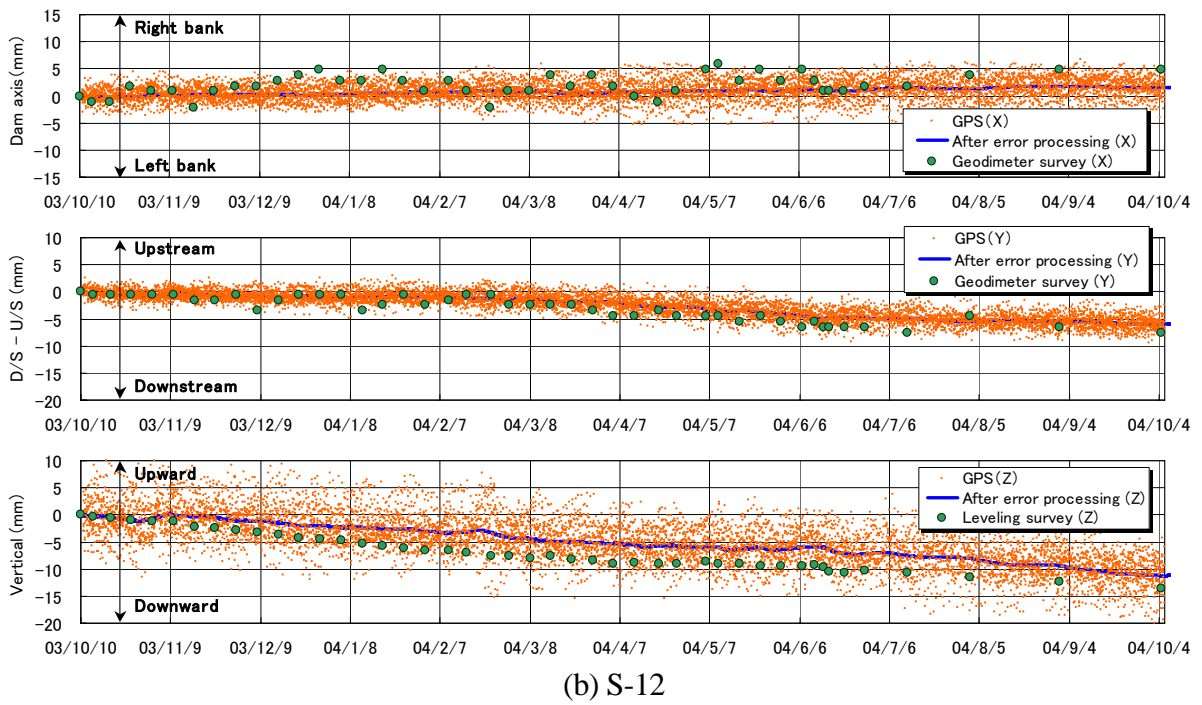 15
10
5
0
-5
-10
-15
Dam axis(mm)
Right bank
Left bank
GPS(X)
After error processing (X)
Geodimeter survey (X)
03/10/10 03/11/9 03/12/9 04/1/8 04/2/7 04/3/8 04/4/7 04/5/7 04/6/6 04/7/6 04/8/5 04/9/4 04/10/4
10
5
0
-5
-10
-15
-20
D/S - U/S (mm)
Upstream
Downstream
GPS(Y)
After error processing (Y)
Geodimeter survey (Y)
03/10/10 03/11/9 03/12/9 04/1/8 04/2/7 04/3/8 04/4/7 04/5/7 04/6/6 04/7/6 04/8/5 04/9/4 04/10/4
10
5
0
-5
-10
-15
-20
Vertical (mm)
Upward
Downward
GPS(Z)
After error processing (Z)
Leveling survey (Z)
03/10/10 03/11/9 03/12/9 04/1/8 04/2/7 04/3/8 04/4/7 04/5/7 04/6/6 04/7/6 04/8/5 04/9/4 04/10/4
(b) S-12